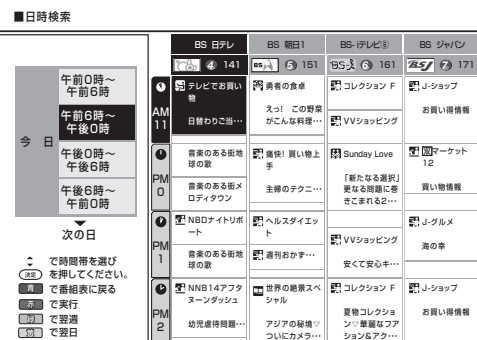 ■日時検索
今 日
午前0時～
午前6時
午前6時～
午後0時
午後0時～
午後6時
午後6時～
午前0時
次の日
で時間帯を選び
決定 を押してください。
青 で番組表に戻る
赤 で実行
で翌週
で翌日
BS 日テレ
4 141
BS 朝日1
BS朝 5 151
BS-iテレビ⑥
BS-i 6 161
BS ジャパン
BSJ 7 171
AM
11
テレビでお買い
物
日替わりご当…
勇者の食卓
えっ! この野菜
がこんな料理…
コレクション F
VVショッピング
J-ショップ
お買い得情報
PM
0
音楽のある街地
球の歌
音楽のある街メ
ロディタウン
痛快! 買い物上
手
主婦のテクニ…
Sunday Love
「新たなる選択」
更なる問題に巻
きこまれる2…
マーケット
12
買い物情報
PM
1
NBDナイトリポ
ート
音楽のある街地
球の歌
ヘルスダイエッ
ト
週刊おかず…
VVショッピング
安くて安心キ…
J-グルメ
海の幸
PM
2
NNB14アフタ
ヌーンダッシュ
幼児虐待問題…
世界の絶景スペ
シャル
アジアの秘境▽
ついにカメラ…
コレクション F
夏物コレクショ
ン▽華麗なフア
ション&アク…
J-ショップ
お買い得情報